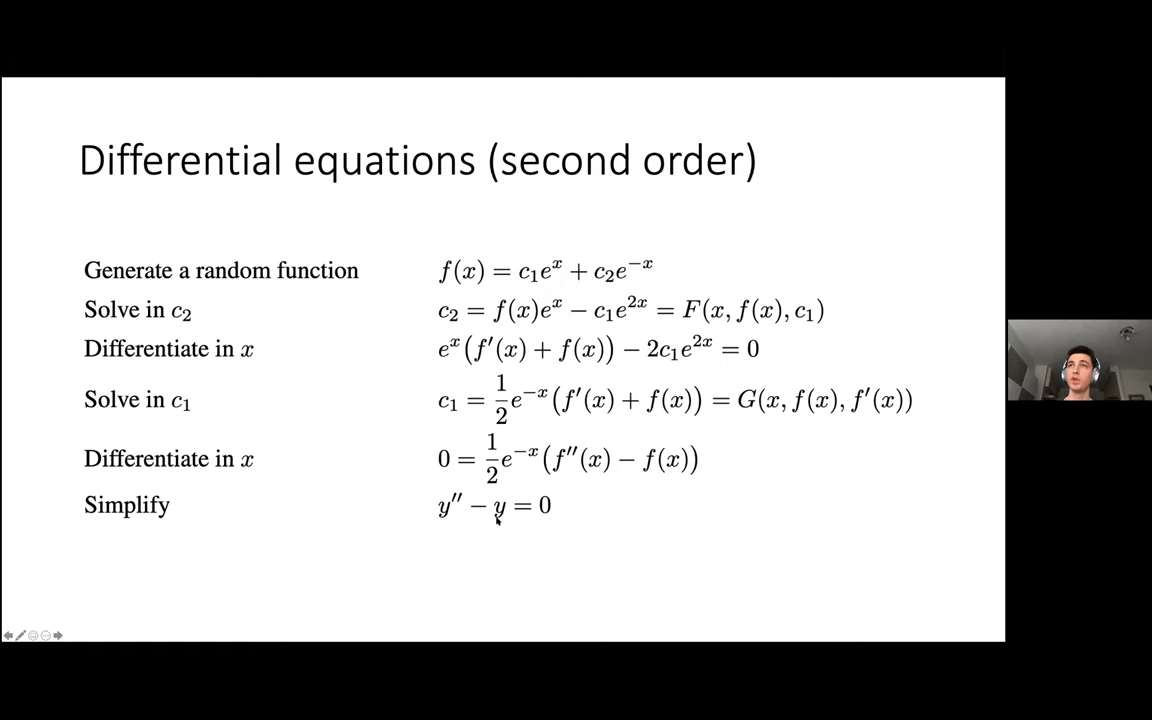 Differential equations (second order)
Generate a random function f(x) = c₁eˣ + c₂e⁻ˣ
Solve in c₂ c₂ = f(x)eˣ − c₁e²ˣ = F(x, f(x), c₁)
Differentiate in x eˣ(f′(x) + f(x)) − 2c₁e²ˣ = 0
Solve in c₁ c₁ = 1/2 e⁻ˣ(f′(x) + f(x)) = G(x, f(x), f′(x))
Differentiate in x 0 = 1/2 e⁻ˣ(f″(x) − f(x))
Simplify y″ − y = 0